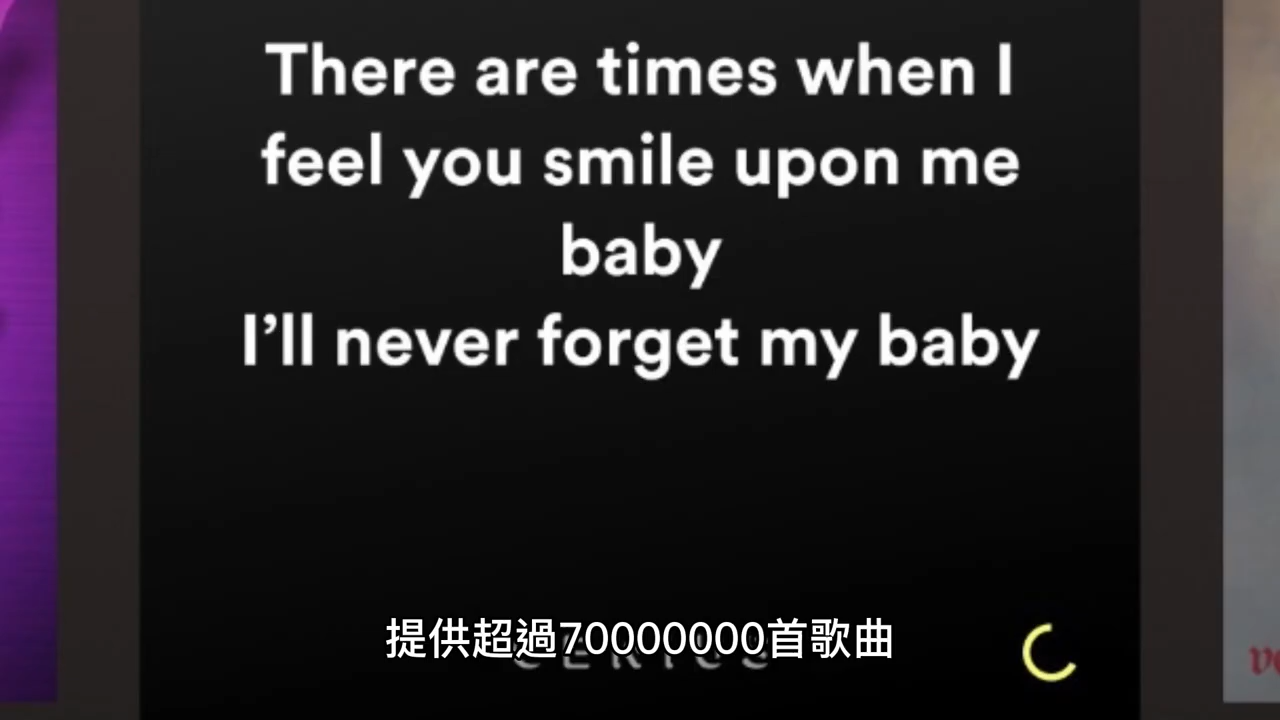 There are times when I
feel you smile upon me
baby
I’ll never forget my baby
提供超過70000000首歌曲